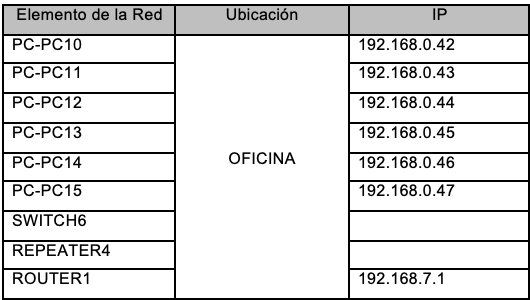 Elemento de la Red Ubicación IP
PC-PC10 192.168.0.42
PC-PC11 192.168.0.43
PC-PC12 192.168.0.44
PC-PC13 192.168.0.45
OFICINA
PC-PC14 192.168.0.46
PC-PC15 192.168.0.47
SWITCH6
REPEATER4
ROUTER1 192.168.7.1